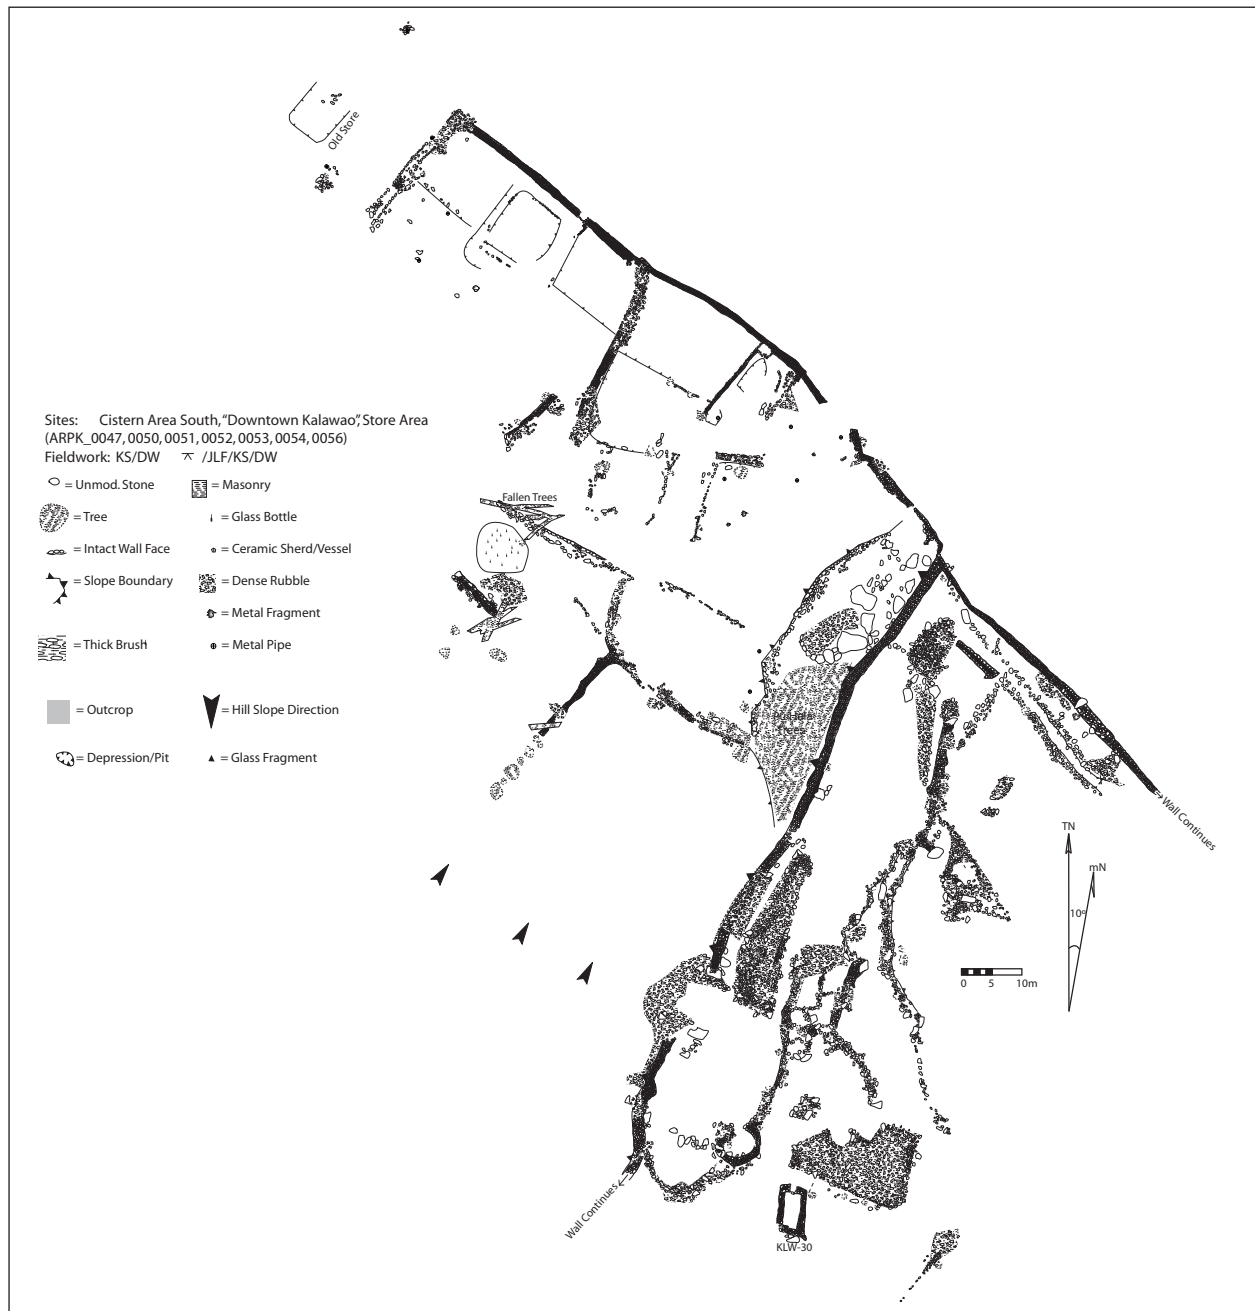 Old Store
Sites: Cistern Area South, "Downtown Kalawao", Store Area
(ARPK_0047, 0050, 0051, 0052, 0053, 0054, 0056)
Fieldwork: KS/DW /JLF/KS/DW
= Unmod. Stone
= Masonry
= Tree
= Glass Bottle
= Intact Wall Face
= Ceramic Sherd/Vessel
= Slope Boundary
= Dense Rubble
= Metal Fragment
= Thick Brush
= Metal Pipe
= Outcrop
= Hill Slope Direction
= Depression/Pit
= Glass Fragment
Fallen Trees
Trees
Wall Continues
TN
mN
10°
0 5 10m
Wall Continues
KLW-30